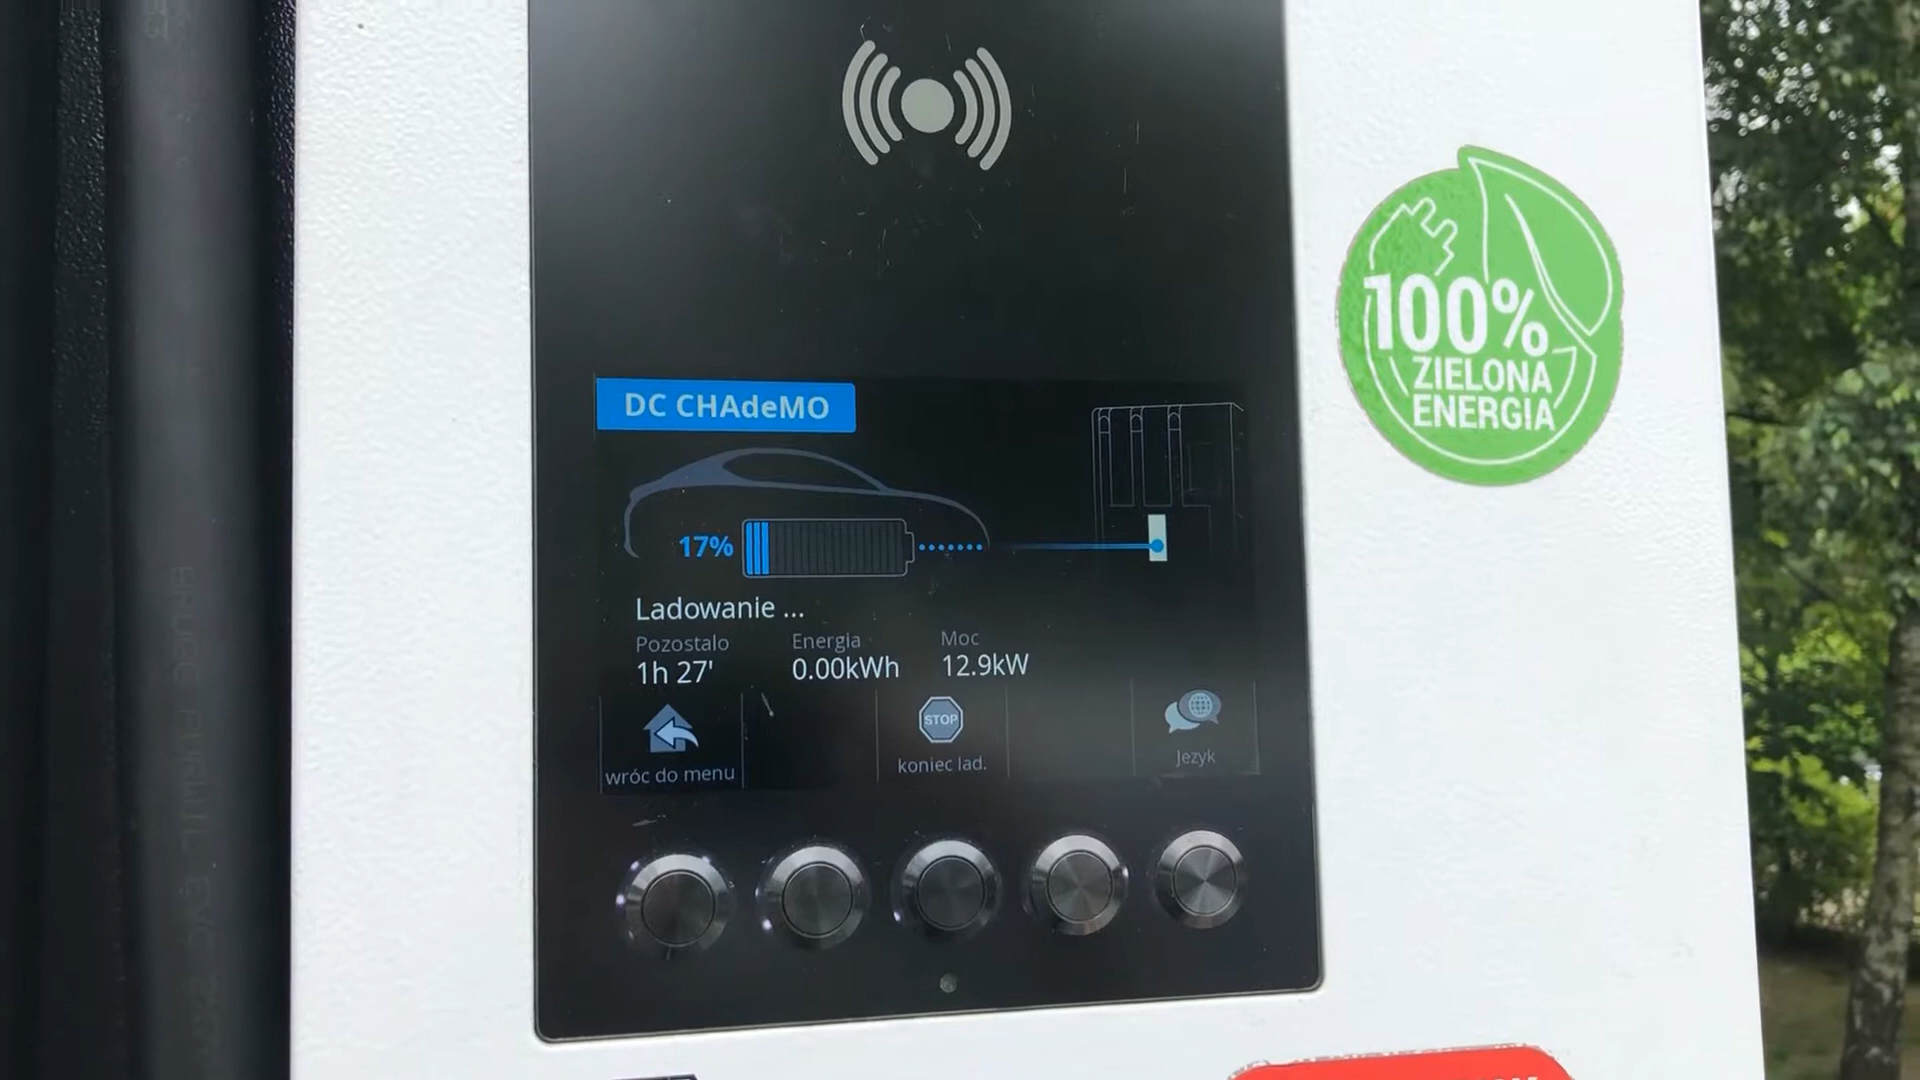 DC CHAdeMO
17%
Ladowanie ...
Pozostalo Energia Moc
1h 27' 0.00kWh 12.9kW
STOP
wróc do menu koniec lad. Jezyk
100%
ZIELONA
ENERGIA